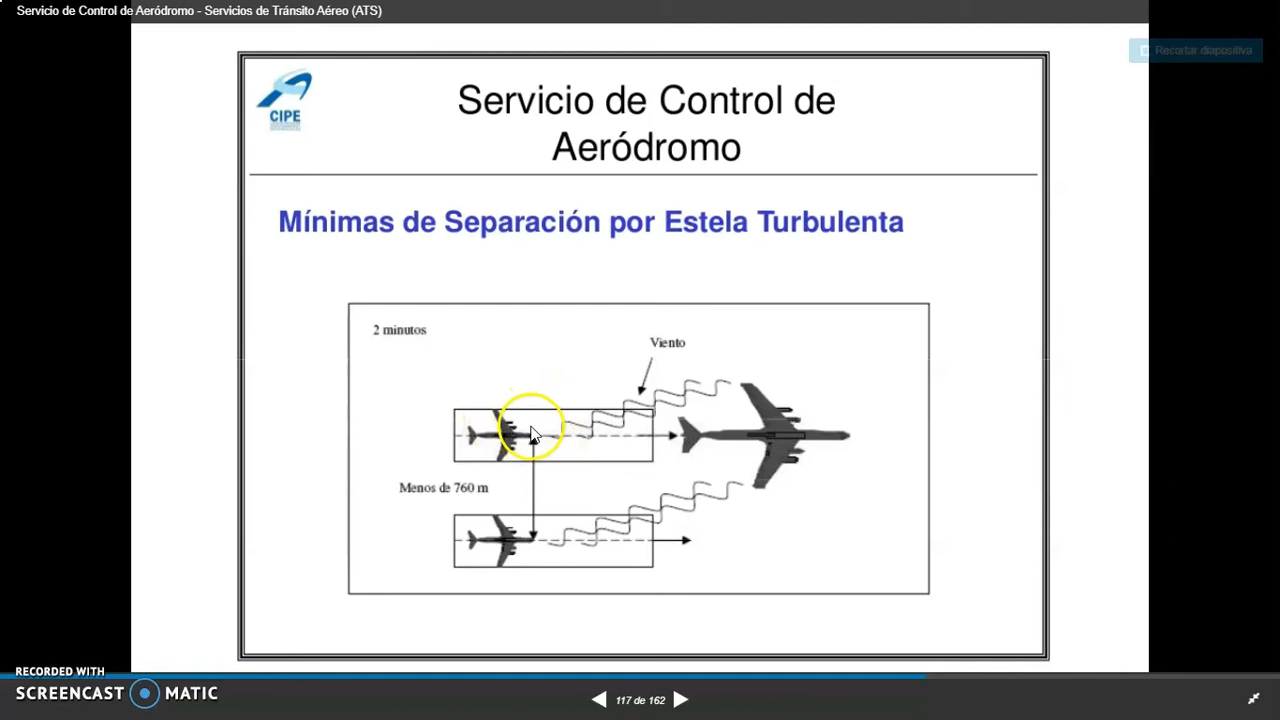 Servicio de Control de Aeródromo - Servicios de Tránsito Aéreo (ATS)
Recortar diapositiva
CIPE
Servicio de Control de
Aeródromo
Mínimas de Separación por Estela Turbulenta
2 minutos
Viento
Menos de 760 m
RECORDED WITH
SCREENCAST MATIC
117 de 162